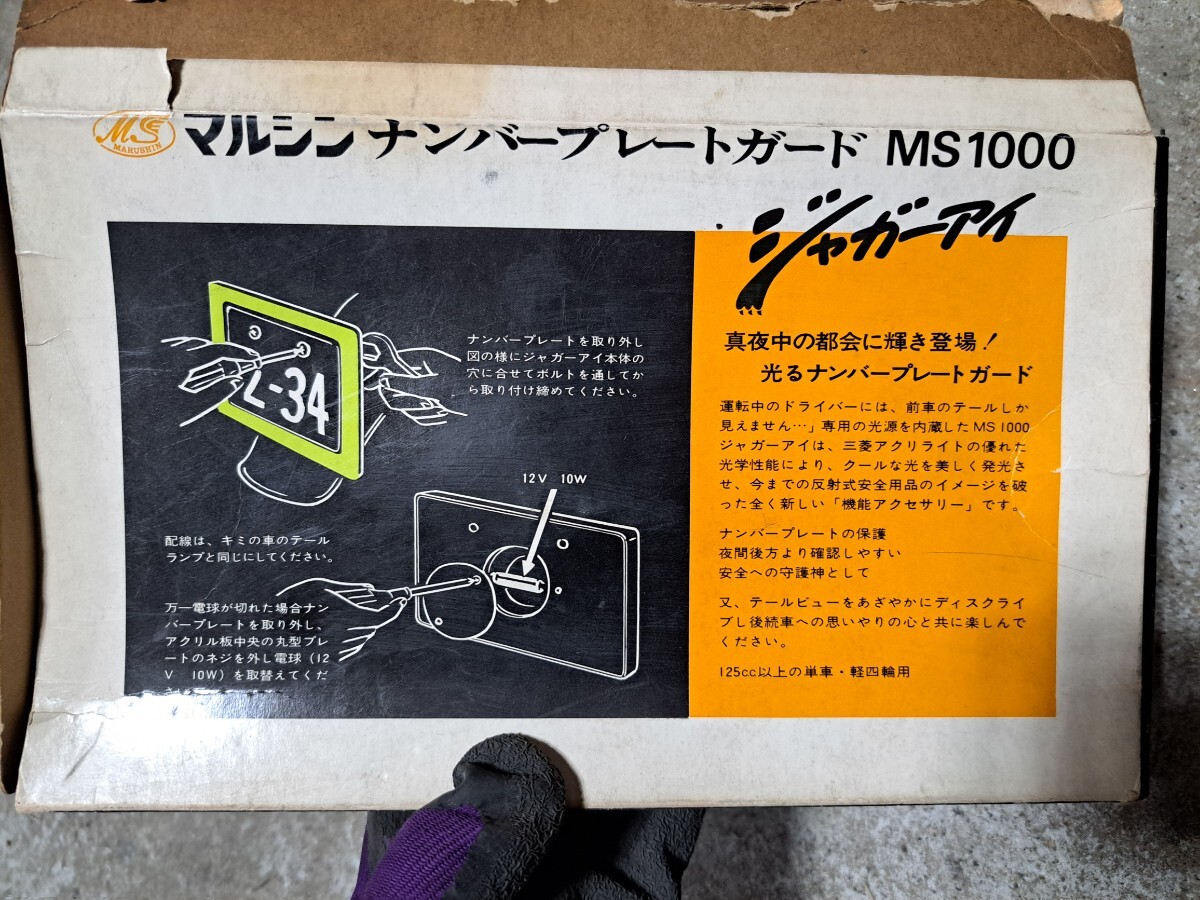 MS
MARUSHIN
マルシン ナンバープレートガード MS1000
ジャガーアイ
ナンバープレートを取り外し
図の様にジャガーアイ本体の
穴に合せてボルトを通してか
ら取り付け締めてください。
2-34
12V 10W
配線は、キミの車のテール
ランプと同じにしてください。
万一電球が切れた場合ナン
バープレートを取り外し、
アクリル板中央の丸型プレ
ートのネジを外し電球(12
V 10W)を取替えてくだ
真夜中の都会に輝き登場!
光るナンバープレートガード
運転中のドライバーには、前車のテールしか
見えません…」専用の光源を内蔵したMS1000
ジャガーアイは、三菱アクリライトの優れた
光学性能により、クールな光を美しく発光さ
せ、今までの反射式安全用品のイメージを破
った全く新しい「機能アクセサリー」です。
ナンバープレートの保護
夜間後方より確認しやすい
安全への守護神として
又、テールビューをあざやかにディスクライ
ブし後続車への思いやりの心と共に楽しんで
ください。
125cc以上の単車・軽四輪用